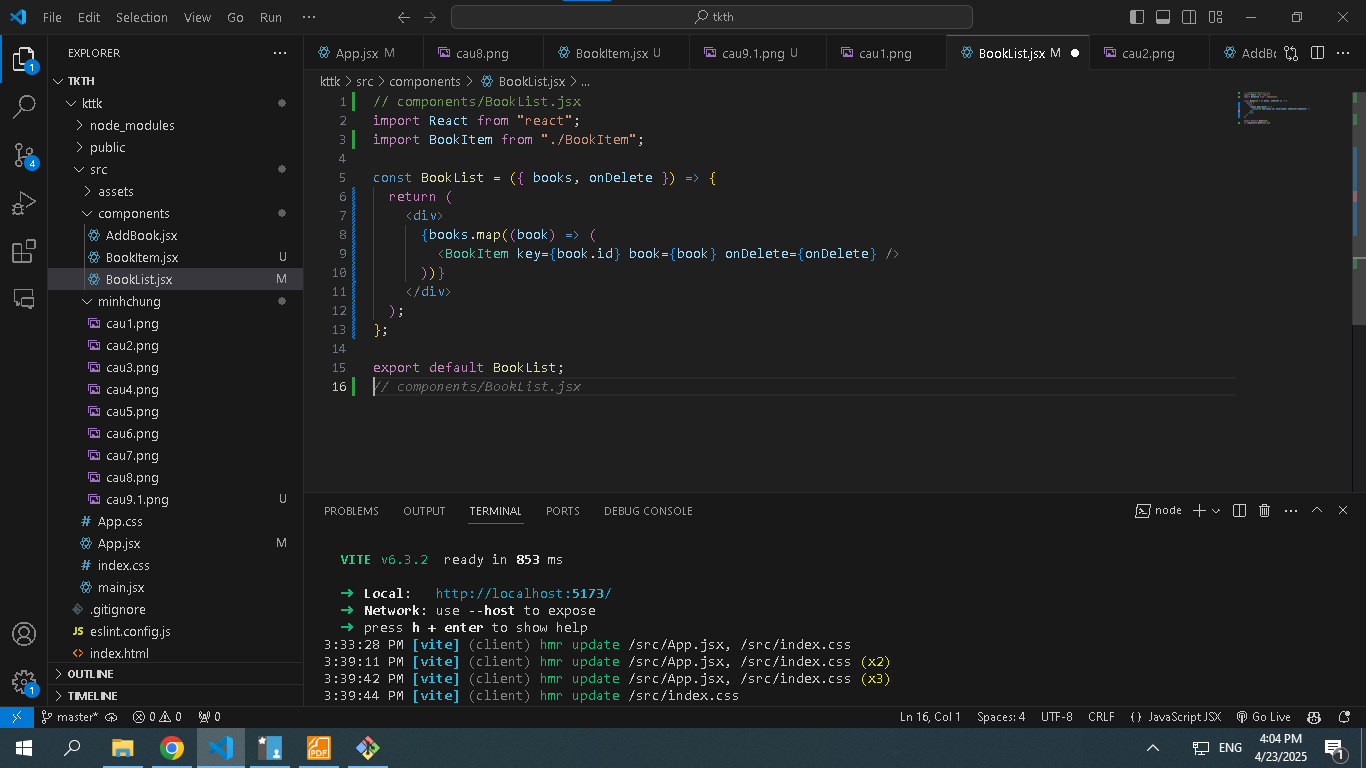 File Edit Selection View Go Run ··· tkth
EXPLORER ···
TKTH
kttk
node_modules
public
src
assets
components
AddBook.jsx
BookItem.jsx U
BookList.jsx M
minhchung
cau1.png
cau2.png
cau3.png
cau4.png
cau5.png
cau6.png
cau7.png
cau8.png
cau9.1.png U
App.css
App.jsx M
index.css
main.jsx
.gitignore
JS eslint.config.js
index.html
OUTLINE
TIMELINE
1
4
1
App.jsx M cau8.png BookItem.jsx U cau9.1.png U cau1.png BookList.jsx M cau2.png AddBo
kttk > src > components > BookList.jsx > ...
1 // components/BookList.jsx
2 import React from "react";
3 import BookItem from "./BookItem";
4
5 const BookList = ({ books, onDelete }) => {
6 return (
7 <div>
8 {books.map((book) => (
9 <BookItem key={book.id} book={book} onDelete={onDelete} />
10 ))}
11 </div>
12 );
13 };
14
15 export default BookList;
16 // components/BookList.jsx
PROBLEMS OUTPUT TERMINAL PORTS DEBUG CONSOLE node
VITE v6.3.2 ready in 853 ms
➜ Local: http://localhost:5173/
➜ Network: use --host to expose
➜ press h + enter to show help
3:33:28 PM [vite] (client) hmr update /src/App.jsx, /src/index.css
3:39:11 PM [vite] (client) hmr update /src/App.jsx, /src/index.css (x2)
3:39:42 PM [vite] (client) hmr update /src/App.jsx, /src/index.css (x3)
3:39:44 PM [vite] (client) hmr update /src/index.css
master* 0 0 0 Ln 16, Col 1 Spaces: 4 UTF-8 CRLF {} JavaScript JSX Go Live
PDF ENG 4:04 PM
4/23/2025 1